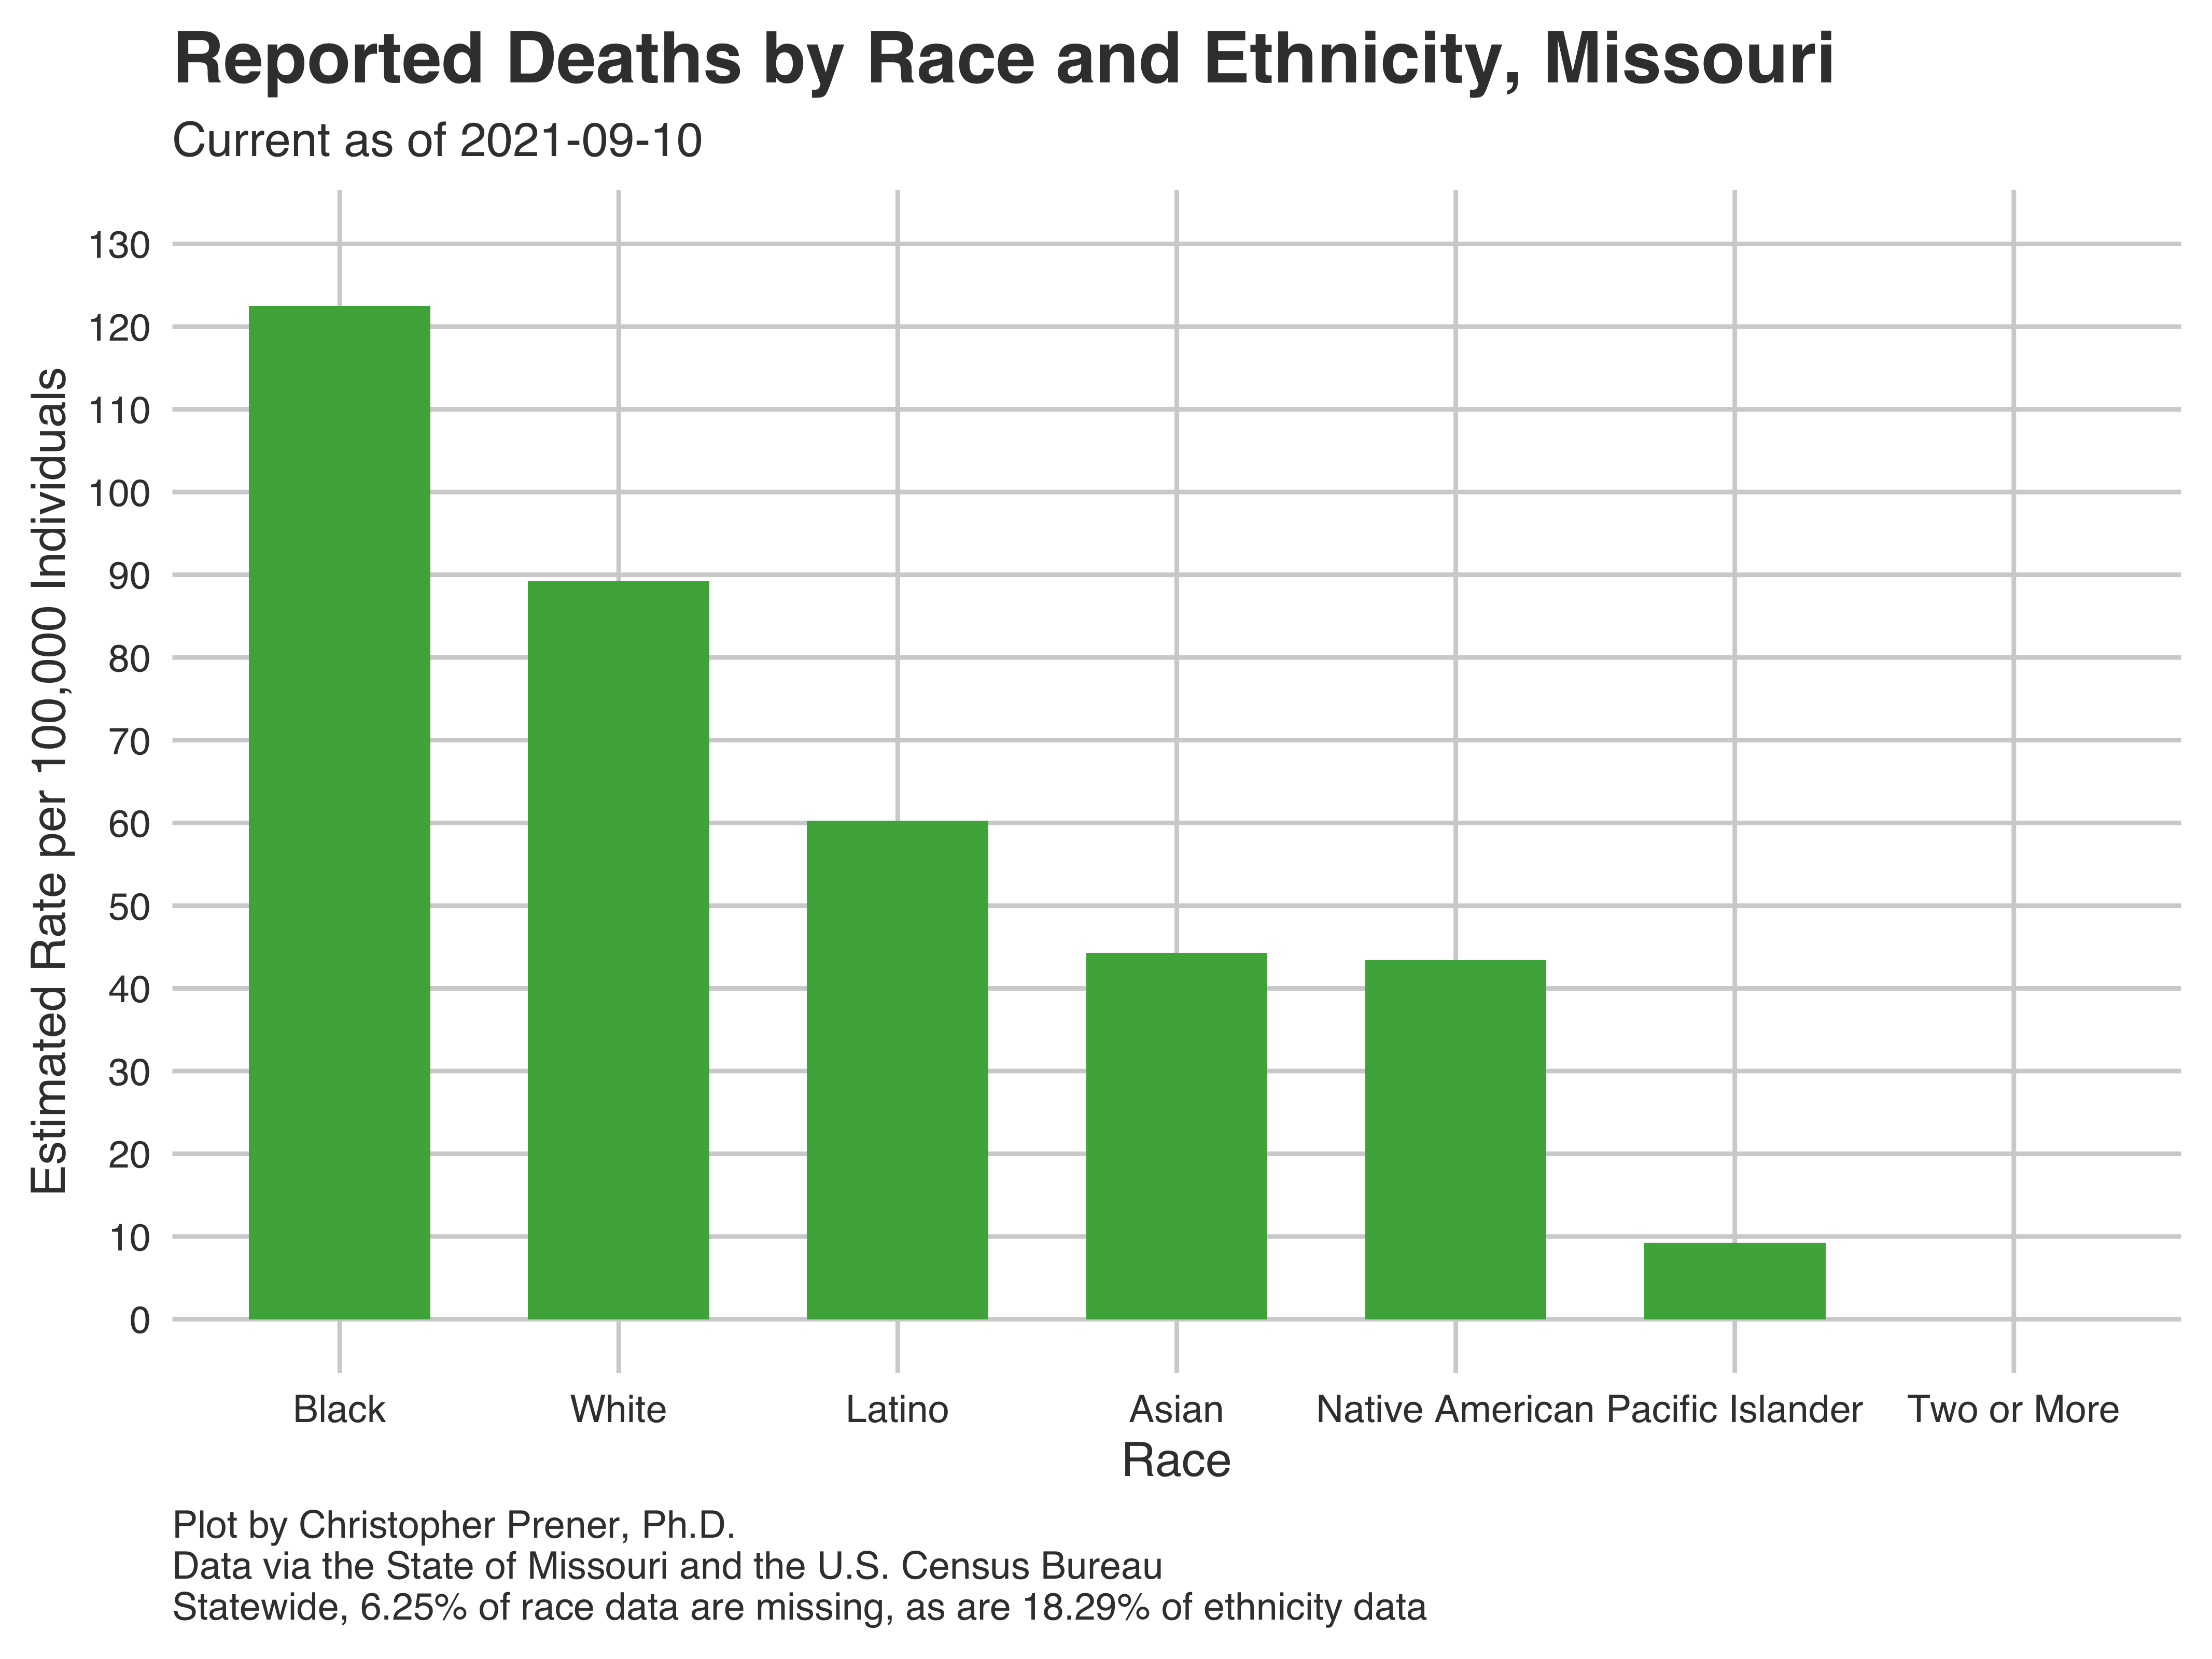 Reported Deaths by Race and Ethnicity, Missouri
Current as of 2021-09-10
Estimated Rate per 100,000 Individuals
130
120
110
100
90
80
70
60
50
40
30
20
10
0
Black White Latino Asian Native American Pacific Islander Two or More
Race
Plot by Christopher Prener, Ph.D.
Data via the State of Missouri and the U.S. Census Bureau
Statewide, 6.25% of race data are missing, as are 18.29% of ethnicity data